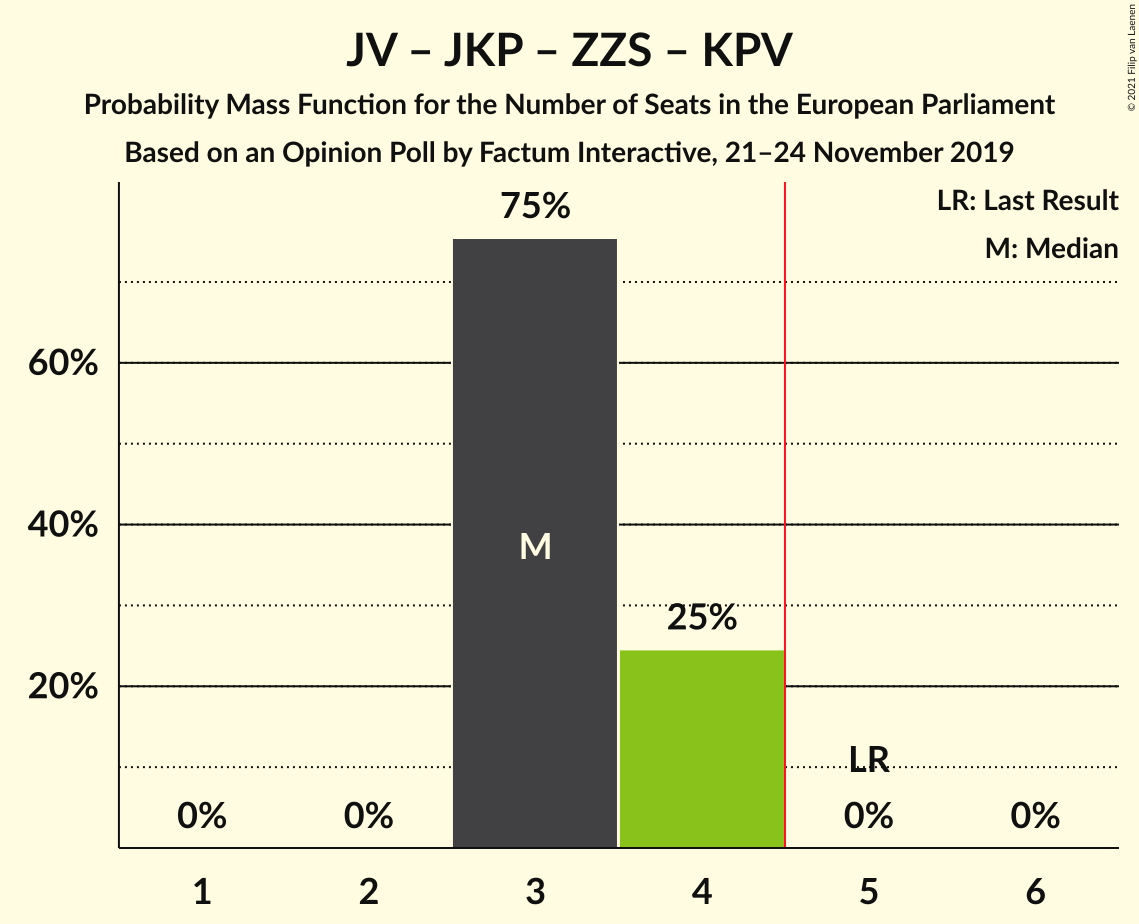 JV – JKP – ZZS – KPV
Probability Mass Function for the Number of Seats in the European Parliament
Based on an Opinion Poll by Factum Interactive, 21–24 November 2019
© 2021 Filip van Laenen
LR: Last Result
M: Median
75%
60%
40%
M
25%
20%
LR
0%
0%
0%
0%
1
2
3
4
5
6